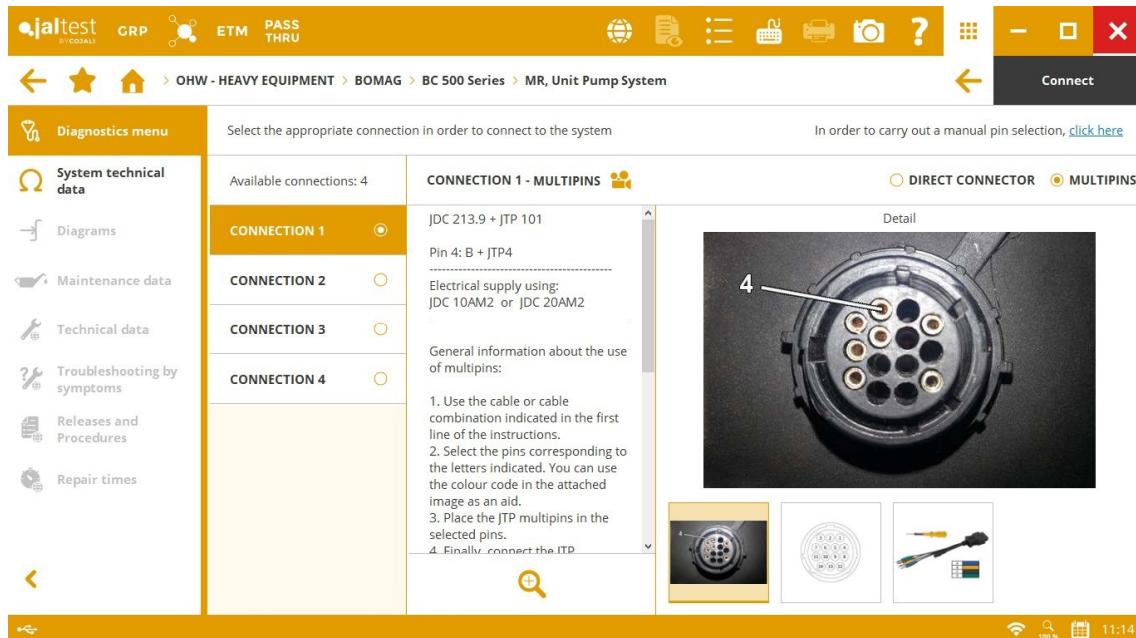 jaltest
BYCOJALI
GRP
ETM
PASS
THRU
?
> OHW - HEAVY EQUIPMENT > BOMAG > BC 500 Series > MR, Unit Pump System
Connect
Diagnostics menu
Select the appropriate connection in order to connect to the system
In order to carry out a manual pin selection, click here
System technical
data
Diagrams
Maintenance data
Technical data
Troubleshooting by
symptoms
Releases and
Procedures
Repair times
Available connections: 4
CONNECTION 1
CONNECTION 2
CONNECTION 3
CONNECTION 4
CONNECTION 1 - MULTIPINS
DIRECT CONNECTOR
MULTIPINS
JDC 213.9 + JTP 101
Pin 4: B + JTP4
--------------------------------------------
Electrical supply using:
JDC 10AM2 or JDC 20AM2
General information about the use
of multipins:
1. Use the cable or cable
combination indicated in the first
line of the instructions.
2. Select the pins corresponding to
the letters indicated. You can use
the colour code in the attached
image as an aid.
3. Place the JTP multipins in the
selected pins.
4. Finally, connect the JTP
Detail
4
4
100 %
11:14